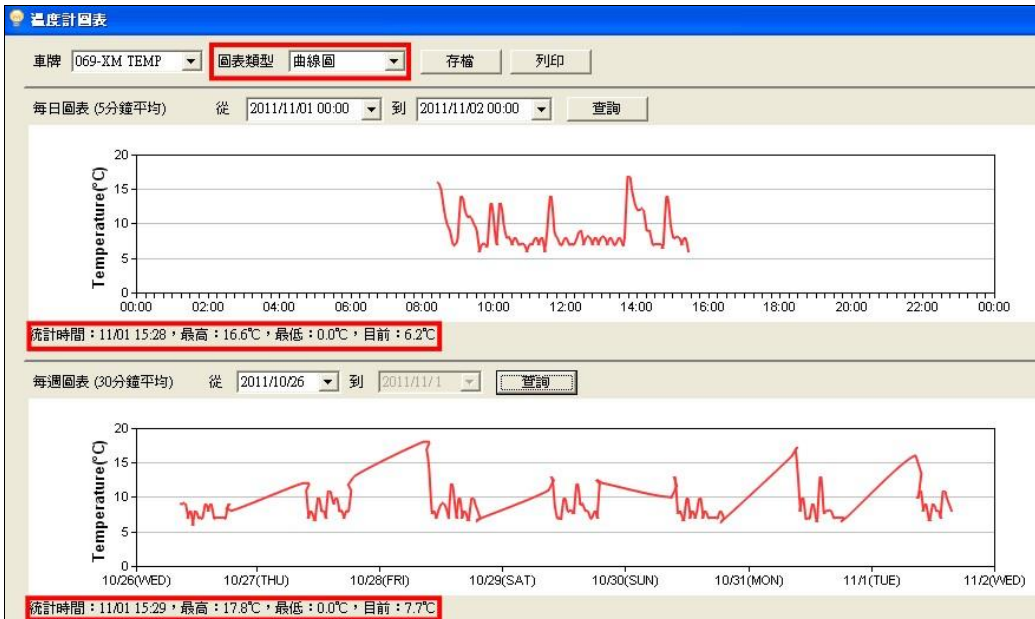 溫度計圖表
車牌 069-XM TEMP 圖表類型 曲線圖 存檔 列印
每日圖表 (5分鐘平均) 從 2011/11/01 00:00 到 2011/11/02 00:00 查詢
Temperature(°C)
20
15
10
5
0
00:00 02:00 04:00 06:00 08:00 10:00 12:00 14:00 16:00 18:00 20:00 22:00 00:00
統計時間：11/01 15:28，最高：16.6℃，最低：0.0℃，目前：6.2℃
每週圖表 (30分鐘平均) 從 2011/10/26 到 2011/11/1 查詢
Temperature(°C)
20
15
10
5
0
10/26(WED) 10/27(THU) 10/28(FRI) 10/29(SAT) 10/30(SUN) 10/31(MON) 11/1(TUE) 11/2(WED)
統計時間：11/01 15:29，最高：17.8℃，最低：0.0℃，目前：7.7℃